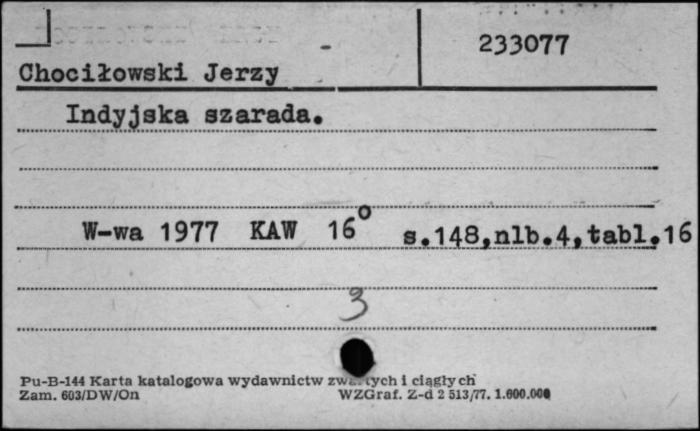 233077
Chociłowski Jerzy
Indyjska szarada.
W-wa 1977 KAW 16° s.148,nlb.4,tabl.16
3
Pu-B-144 Karta katalogowa wydawnictw zwartych i ciągłych
Zam. 603/DW/On WZGraf. Z-d 2 513/77. 1.600.000